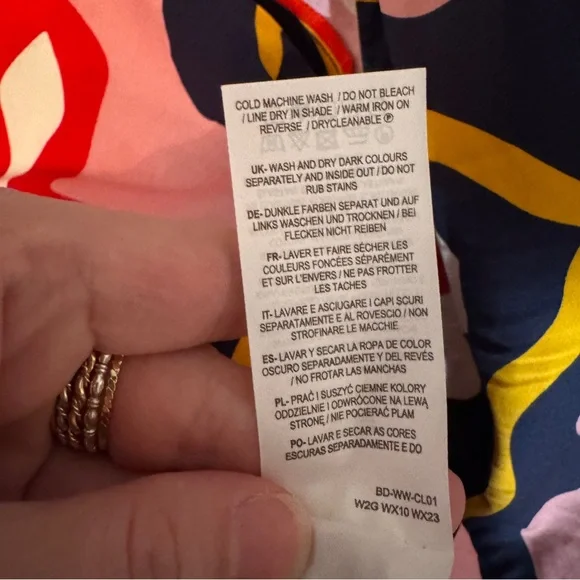 COLD MACHINE WASH / DO NOT BLEACH
/ LINE DRY IN SHADE / WARM IRON ON
REVERSE / DRYCLEANABLE Ⓟ
UK- WASH AND DRY DARK COLOURS
SEPARATELY AND INSIDE OUT / DO NOT
RUB STAINS
DE- DUNKLE FARBEN SEPARAT UND AUF
LINKS WASCHEN UND TROCKNEN / BEI
FLECKEN NICHT REIBEN
FR- LAVER ET FAIRE SÉCHER LES
COULEURS FONCÉES SÉPARÉMENT
ET SUR L'ENVERS / NE PAS FROTTER
LES TACHES
IT- LAVARE E ASCIUGARE I CAPI SCURI
SEPARATAMENTE E AL ROVESCIO / NON
STROFINARE LE MACCHIE
ES- LAVAR Y SECAR LA ROPA DE COLOR
OSCURO SEPARADAMENTE Y DEL REVÉS
/ NO FROTAR LAS MANCHAS
PL- PRAĆ I SUSZYĆ CIEMNE KOLORY
ODDZIELNIE I ODWRÓCONE NA LEWĄ
STRONĘ / NIE POCIERAĆ PLAM
PO- LAVAR E SECAR AS CORES
ESCURAS SEPARADAMENTE E DO
BD-WW-CL01
W2G WX10 WX23